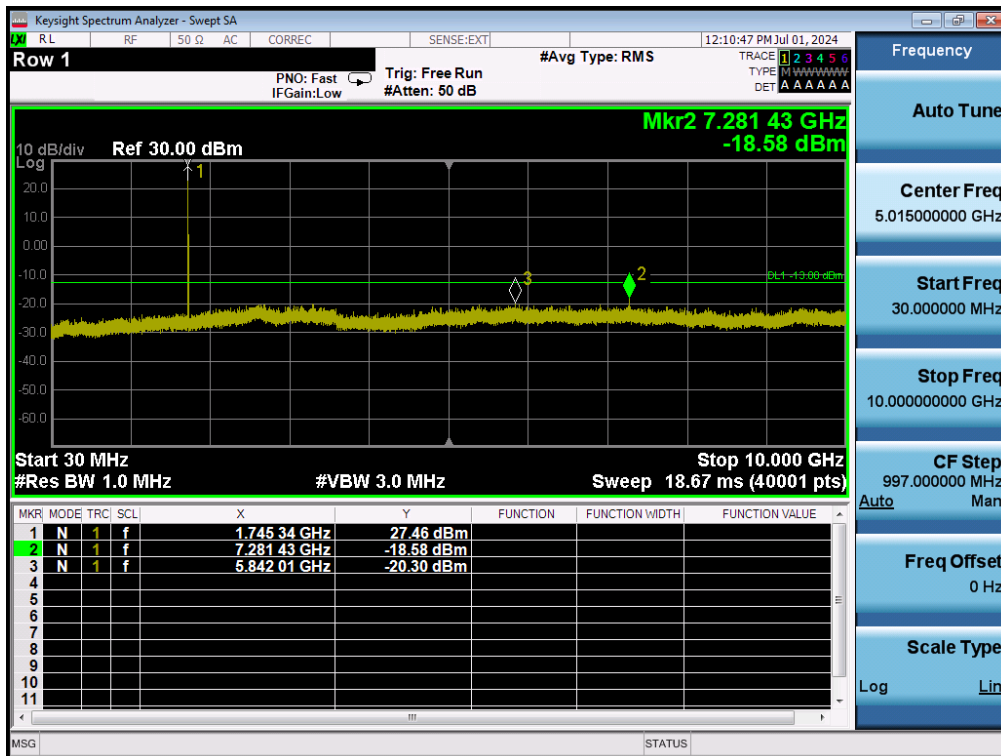 Keysight Spectrum Analyzer - Swept SA
LXI RL RF 50 Ω AC CORREC SENSE:EXT 12:10:47 PM Jul 01, 2024
Row 1
PNO: Fast
IFGain:Low
Trig: Free Run
#Atten: 50 dB
#Avg Type: RMS
TRACE 1 2 3 4 5 6
TYPE M W W W W W
DET A A A A A A
Mkr2 7.281 43 GHz
-18.58 dBm
10 dB/div Ref 30.00 dBm
Log
1
20.0
10.0
0.00
-10.0
3
2
DL1 -13.00 dBm
-20.0
-30.0
-40.0
-50.0
-60.0
Start 30 MHz Stop 10.000 GHz
#Res BW 1.0 MHz #VBW 3.0 MHz Sweep 18.67 ms (40001 pts)
MKR MODE TRC SCL X Y FUNCTION FUNCTION WIDTH FUNCTION VALUE
1 N 1 f 1.745 34 GHz 27.46 dBm
2 N 1 f 7.281 43 GHz -18.58 dBm
3 N 1 f 5.842 01 GHz -20.30 dBm
4
5
6
7
8
9
10
11
MSG STATUS
Frequency
Auto Tune
Center Freq
5.015000000 GHz
Start Freq
30.000000 MHz
Stop Freq
10.000000000 GHz
CF Step
997.000000 MHz
Auto Man
Freq Offset
0 Hz
Scale Type
Log Lin